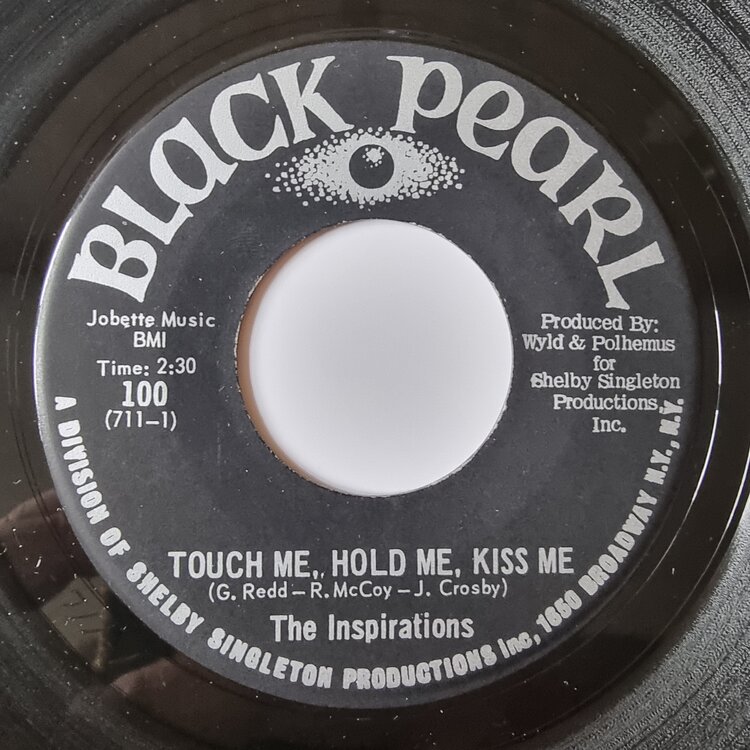 BLACK PEARL
Jobette Music
BMI
Time: 2:30
100
(711-1)
Produced By:
Wyld & Polhemus
for
Shelby Singleton
Productions,
Inc.
TOUCH ME,, HOLD ME, KISS ME
(G. Redd - R. McCoy - J. Crosby)
The Inspirations
A DIVISION OF SHELBY SINGLETON PRODUCTIONS Inc, 1650 BROADWAY N.Y., N.Y.